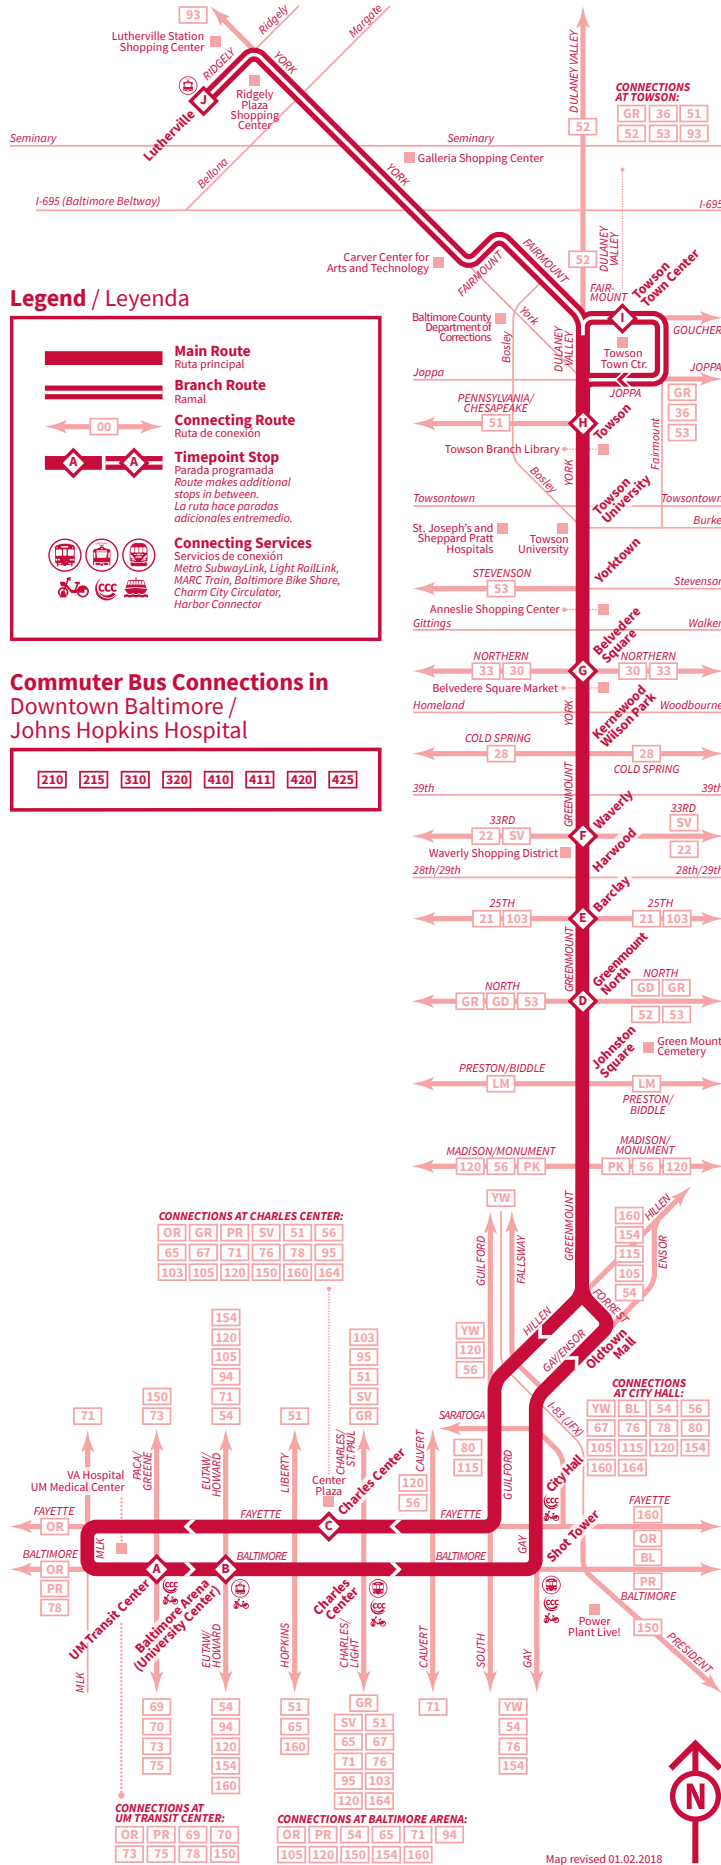 93
Ridgely
Margate
Lutherville Station
Shopping Center
RIDGELY
YORK
Ridgely
Plaza
Shopping
Center
J
Lutherville
DULANEY VALLEY
CONNECTIONS
AT TOWSON:
GR 36 51
52 53 93
52
Seminary
Seminary
Bellona
YORK
Galleria Shopping Center
I-695 (Baltimore Beltway)
I-695
Carver Center for
Arts and Technology
FAIRMOUNT
FAIRMOUNT
52
DULANEY
VALLEY
Towson
Town Center
FAIR-
MOUNT
I
GOUCHER
Legend / Leyenda
Main Route
Ruta principal
Branch Route
Ramal
00
Connecting Route
Ruta de conexión
A
A
Timepoint Stop
Parada programada
Route makes additional
stops in between.
La ruta hace paradas
adicionales entremedio.
CCC
Connecting Services
Servicios de conexión
Metro SubwayLink, Light RailLink,
MARC Train, Baltimore Bike Share,
Charm City Circulator,
Harbor Connector
Baltimore County
Department of
Corrections
York
Bosley
DULANEY
VALLEY
Towson
Town Ctr.
Joppa
JOPPA
JOPPA
GR
36
53
PENNSYLVANIA/
CHESAPEAKE
51
H
Towson
Towson Branch Library
YORK
Fairmount
Bosley
Towson
University
Towsontown
Towsontown
St. Joseph's and
Sheppard Pratt
Hospitals
Towson
University
Burke
Yorktown
STEVENSON
53
Stevenson
Anneslie Shopping Center
Gittings
Walker
Belvedere
Square
NORTHERN
33 30
G
NORTHERN
30 33
Belvedere Square Market
Homeland
YORK
Kernewood
Wilson Park
Woodbourne
COLD SPRING
28
28
COLD SPRING
39th
GREENMOUNT
39th
Waverly
33RD
22 SV
F
33RD
SV
22
Waverly Shopping District
Harwood
28th/29th
28th/29th
Barclay
25TH
21 103
E
25TH
21 103
GREENMOUNT
Greenmount
North
NORTH
GR GD 53
D
NORTH
GD GR
52 53
Johnston
Square
Green Mount
Cemetery
PRESTON/BIDDLE
LM
LM
PRESTON/
BIDDLE
MADISON/MONUMENT
120 56 PK
MADISON/
MONUMENT
PK 56 120
Commuter Bus Connections in
Downtown Baltimore /
Johns Hopkins Hospital
210 215 310 320 410 411 420 425
YW
GUILFORD
FALLSWAY
GREENMOUNT
160
154
115
105
54
HILLEN
ENSOR
CONNECTIONS AT CHARLES CENTER:
OR GR PR SV 51 56
65 67 71 76 78 95
103 105 120 150 160 164
YW
120
56
HILLEN
FORREST
GAY/ENSOR
Oldtown
Mall
154
120
105
94
71
54
103
95
51
SV
GR
CONNECTIONS
AT CITY HALL:
YW BL 54 56
67 76 78 80
105 115 120 154
160 164
150
73
71
51
SARATOGA
I-83 (JFX)
80
115
PACA/
GREENE
EUTAW/
HOWARD
LIBERTY
CHARLES/
ST. PAUL
CALVERT
GUILFORD
VA Hospital
UM Medical Center
Center
Plaza
Charles Center
120
56
City Hall
CCC
FAYETTE
OR
FAYETTE
C
FAYETTE
FAYETTE
160
Shot Tower
MLK
GAY
BALTIMORE
OR
PR
78
BALTIMORE
BALTIMORE
OR
BL
PR
BALTIMORE
A
B
UM Transit Center
CCC
Baltimore Arena
(University Center)
Charles
Center
CCC
CCC
Power
Plant Live!
150
PRESIDENT
MLK
EUTAW/
HOWARD
HOPKINS
CHARLES/
LIGHT
CALVERT
SOUTH
GAY
69
70
73
75
54
94
120
154
160
51
65
160
GR
SV 51
65 67
71 76
95 103
120 164
71
YW
54
76
154
CONNECTIONS AT
UM TRANSIT CENTER:
OR PR 69 70
73 75 78 150
CONNECTIONS AT BALTIMORE ARENA:
OR PR 54 65 71 94
105 120 150 154 160
N
Map revised 01.02.2018